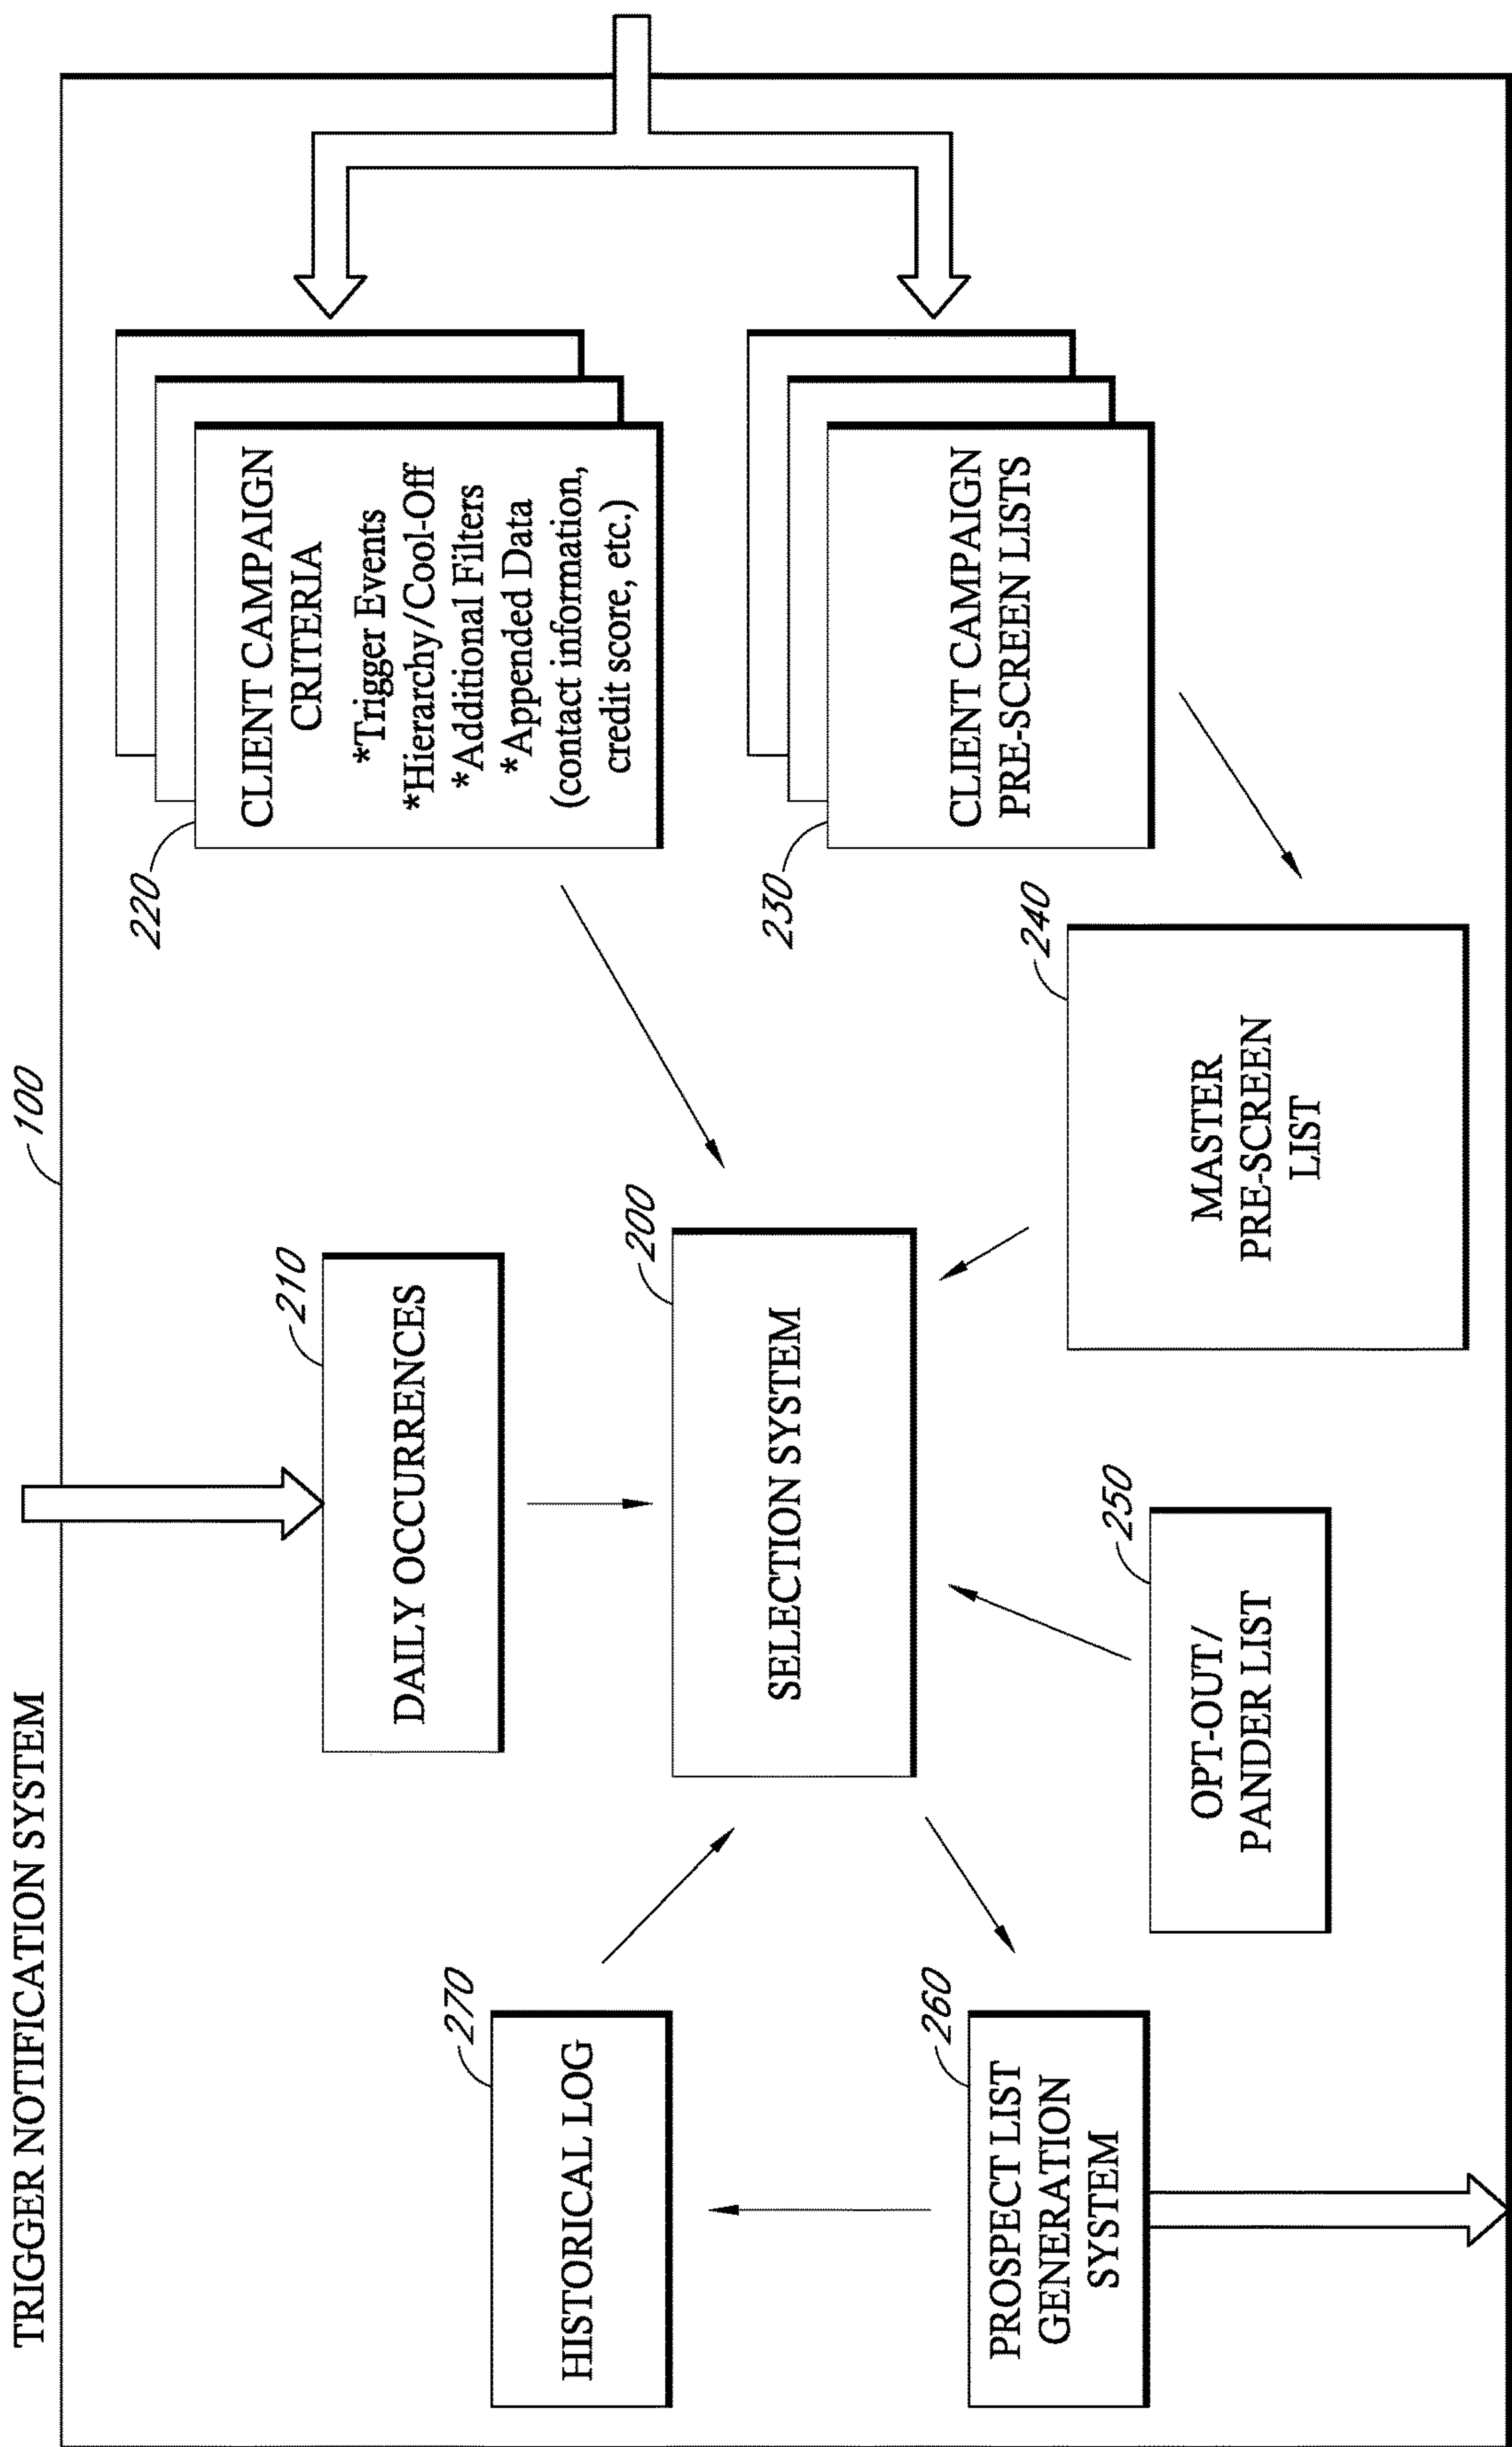 TRIGGER NOTIFICATION SYSTEM
100
210
DAILY OCCURRENCES
220
CLIENT CAMPAIGN
CRITERIA
*Trigger Events
*Hierarchy/Cool-Off
*Additional Filters
*Appended Data
(contact information,
credit score, etc.)
270
HISTORICAL LOG
200
SELECTION SYSTEM
230
CLIENT CAMPAIGN
PRE-SCREEN LISTS
260
PROSPECT LIST
GENERATION
SYSTEM
250
OPT-OUT/
PANDER LIST
240
MASTER
PRE-SCREEN
LIST